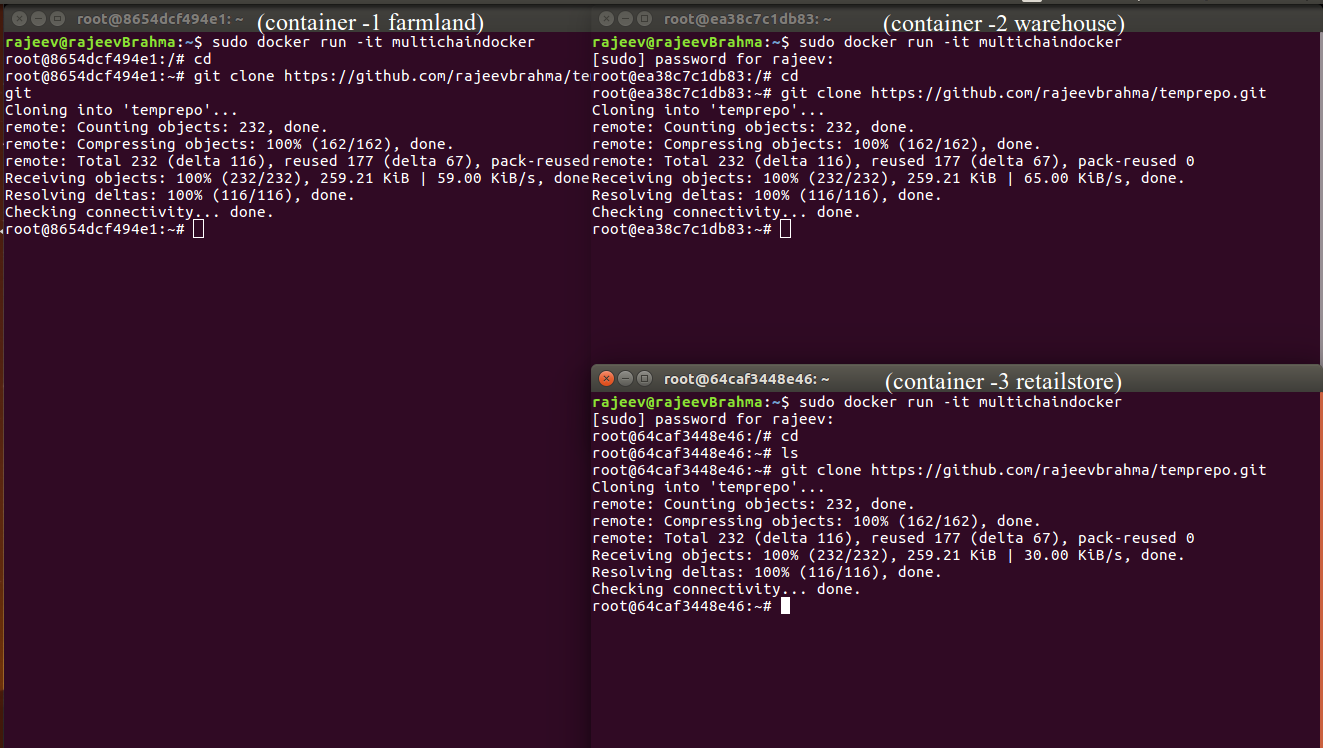 root@8654dcf494e1: ~ (container -1 farmland)
rajeev@rajeevBrahma:~$ sudo docker run -it multichaindocker
root@8654dcf494e1:/# cd
root@8654dcf494e1:~# git clone https://github.com/rajeevbrahma/te
git
Cloning into 'temprepo'...
remote: Counting objects: 232, done.
remote: Compressing objects: 100% (162/162), done.
remote: Total 232 (delta 116), reused 177 (delta 67), pack-reused
Receiving objects: 100% (232/232), 259.21 KiB | 59.00 KiB/s, done
Resolving deltas: 100% (116/116), done.
Checking connectivity... done.
root@8654dcf494e1:~#
root@ea38c7c1db83: ~ (container -2 warehouse)
rajeev@rajeevBrahma:~$ sudo docker run -it multichaindocker
[sudo] password for rajeev:
root@ea38c7c1db83:/# cd
root@ea38c7c1db83:~# git clone https://github.com/rajeevbrahma/temprepo.git
Cloning into 'temprepo'...
remote: Counting objects: 232, done.
remote: Compressing objects: 100% (162/162), done.
remote: Total 232 (delta 116), reused 177 (delta 67), pack-reused 0
Receiving objects: 100% (232/232), 259.21 KiB | 65.00 KiB/s, done.
Resolving deltas: 100% (116/116), done.
Checking connectivity... done.
root@ea38c7c1db83:~#
root@64caf3448e46: ~ (container -3 retailstore)
rajeev@rajeevBrahma:~$ sudo docker run -it multichaindocker
[sudo] password for rajeev:
root@64caf3448e46:/# cd
root@64caf3448e46:~# ls
root@64caf3448e46:~# git clone https://github.com/rajeevbrahma/temprepo.git
Cloning into 'temprepo'...
remote: Counting objects: 232, done.
remote: Compressing objects: 100% (162/162), done.
remote: Total 232 (delta 116), reused 177 (delta 67), pack-reused 0
Receiving objects: 100% (232/232), 259.21 KiB | 30.00 KiB/s, done.
Resolving deltas: 100% (116/116), done.
Checking connectivity... done.
root@64caf3448e46:~#